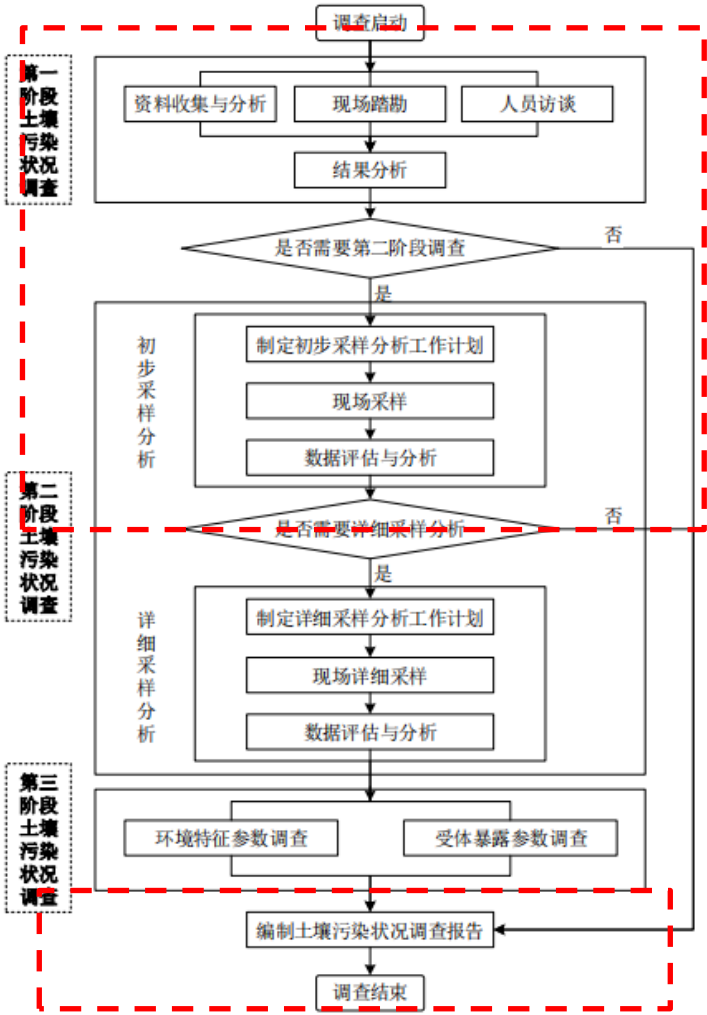 调查启动
第一
阶段
土壤
污染
状况
调查
资料收集与分析
现场踏勘
人员访谈
结果分析
是否需要第二阶段调查
否
是
初步采样分析
制定初步采样分析工作计划
现场采样
数据评估与分析
第二
阶段
土壤
污染
状况
调查
是否需要详细采样分析
否
是
详细采样分析
制定详细采样分析工作计划
现场详细采样
数据评估与分析
第三
阶段
土壤
污染
状况
调查
环境特征参数调查
受体暴露参数调查
编制土壤污染状况调查报告
调查结束